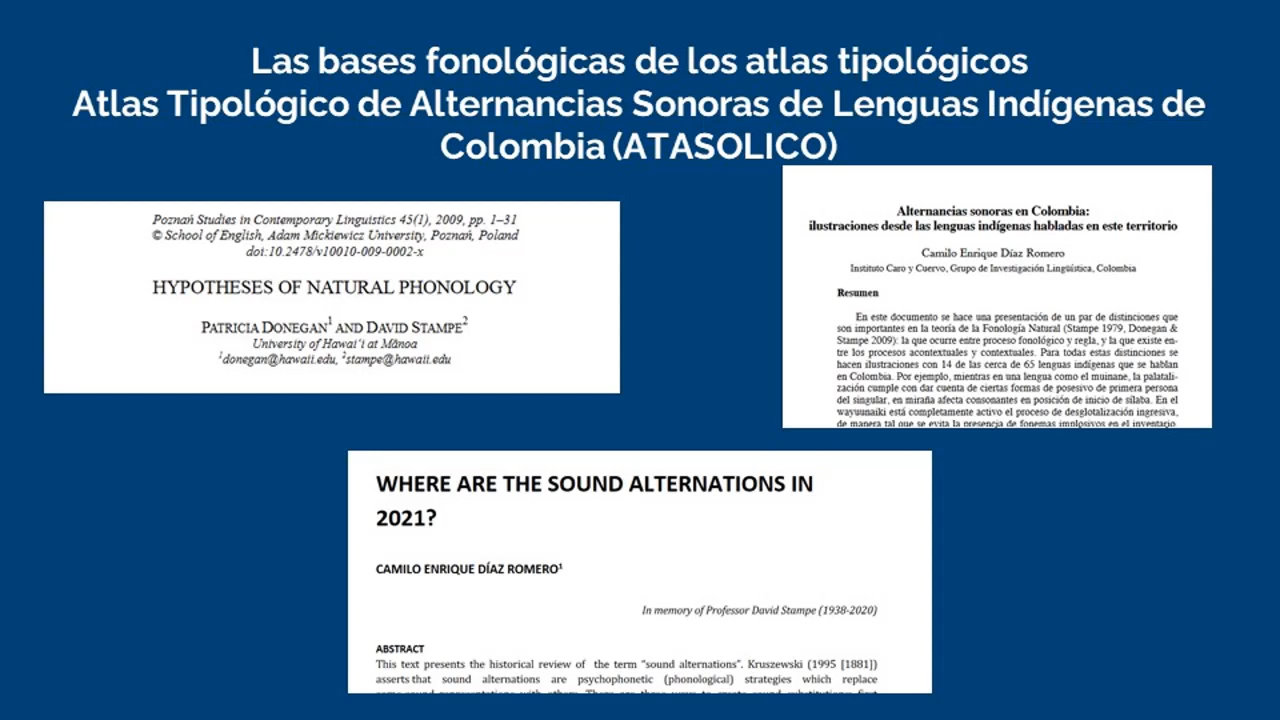 Las bases fonológicas de los atlas tipológicos
Atlas Tipológico de Alternancias Sonoras de Lenguas Indígenas de
Colombia (ATASOLICO)
Poznań Studies in Contemporary Linguistics 45(1), 2009, pp. 1–31
© School of English, Adam Mickiewicz University, Poznań, Poland
doi:10.2478/v10010-009-0002-x
HYPOTHESES OF NATURAL PHONOLOGY
PATRICIA DONEGAN¹ AND DAVID STAMPE²
University of Hawai‘i at Mānoa
¹donegan@hawaii.edu, ²stampe@hawaii.edu
Alternancias sonoras en Colombia:
ilustraciones desde las lenguas indígenas habladas en este territorio
Camilo Enrique Díaz Romero
Instituto Caro y Cuervo, Grupo de Investigación Lingüística, Colombia
Resumen
En este documento se hace una presentación de un par de distinciones que
son importantes en la teoría de la Fonología Natural (Stampe 1979, Donegan &
Stampe 2009): la que ocurre entre proceso fonológico y regla, y la que existe en-
tre los procesos acontextuales y contextuales. Para todas estas distinciones se
hacen ilustraciones con 14 de las cerca de 65 lenguas indígenas que se hablan
en Colombia. Por ejemplo, mientras en una lengua como el muinane, la palatali-
zación cumple con dar cuenta de ciertas formas de posesivo de primera persona
del singular, en miraña afecta consonantes en posición de inicio de sílaba. En el
wayuunaiki está completamente activo el proceso de desglotalización ingresiva,
de manera tal que se evita la presencia de fonemas implosivos en el inventario
WHERE ARE THE SOUND ALTERNATIONS IN
2021?
CAMILO ENRIQUE DÍAZ ROMERO¹
In memory of Professor David Stampe (1938-2020)
ABSTRACT
This text presents the historical review of the term "sound alternations". Kruszewski (1995 [1881])
asserts that sound alternations are psychophonetic (phonological) strategies which replace